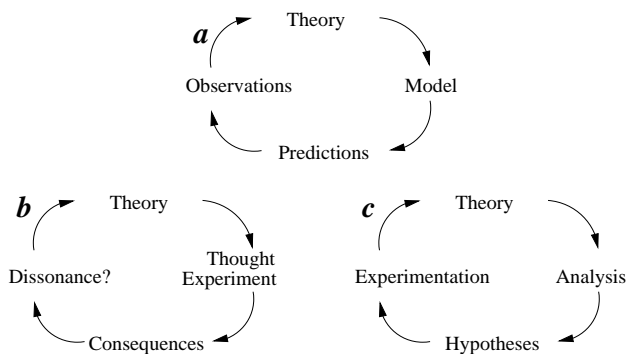 a
Theory
Observations
Model
Predictions
b
Theory
Dissonance?
Thought
Experiment
Consequences
c
Theory
Experimentation
Analysis
Hypotheses